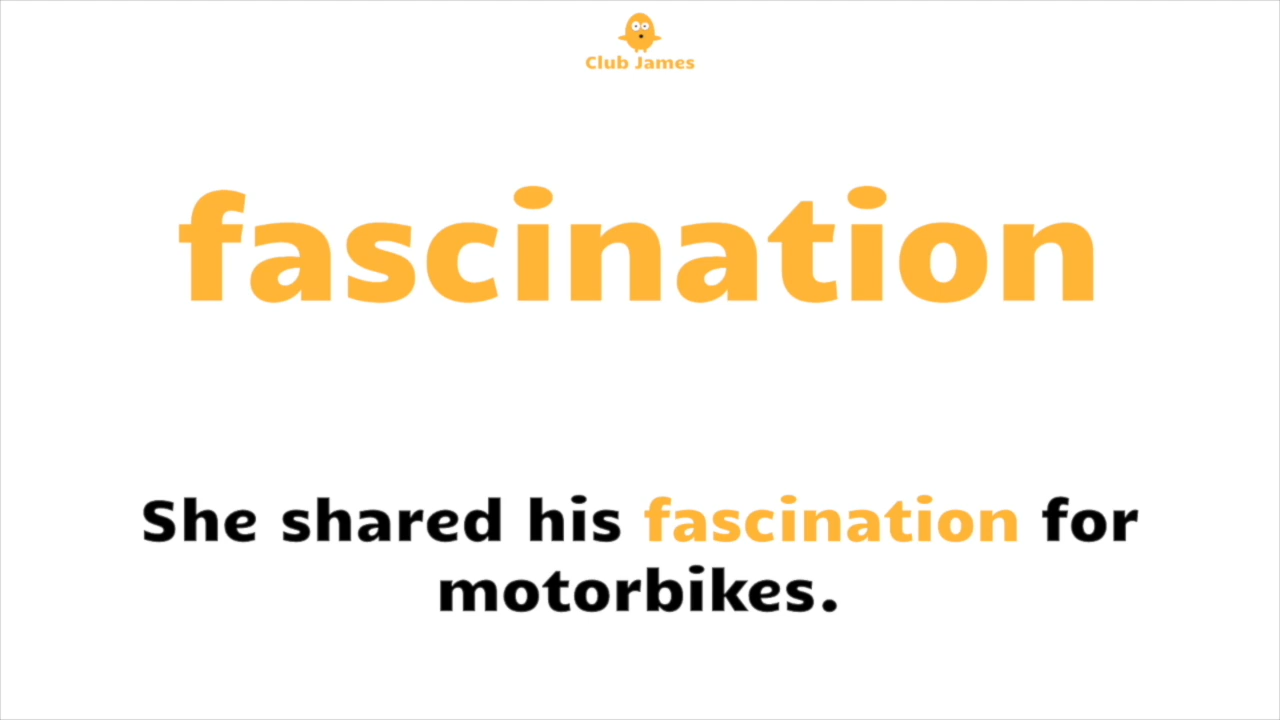 Club James
fascination
She shared his fascination for
motorbikes.